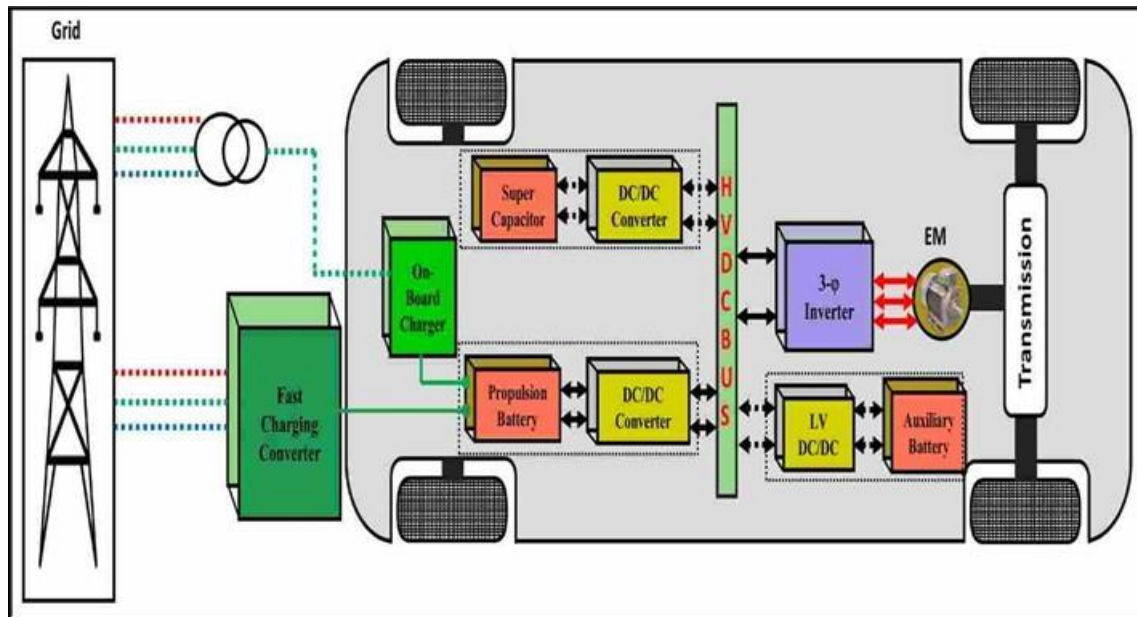 Grid
Super
Capacitor
DC/DC
Converter
On-
Board
Charger
H
V
D
C
B
U
S
3-φ
Inverter
EM
Transmission
Fast
Charging
Converter
Propulsion
Battery
DC/DC
Converter
LV
DC/DC
Auxiliary
Battery